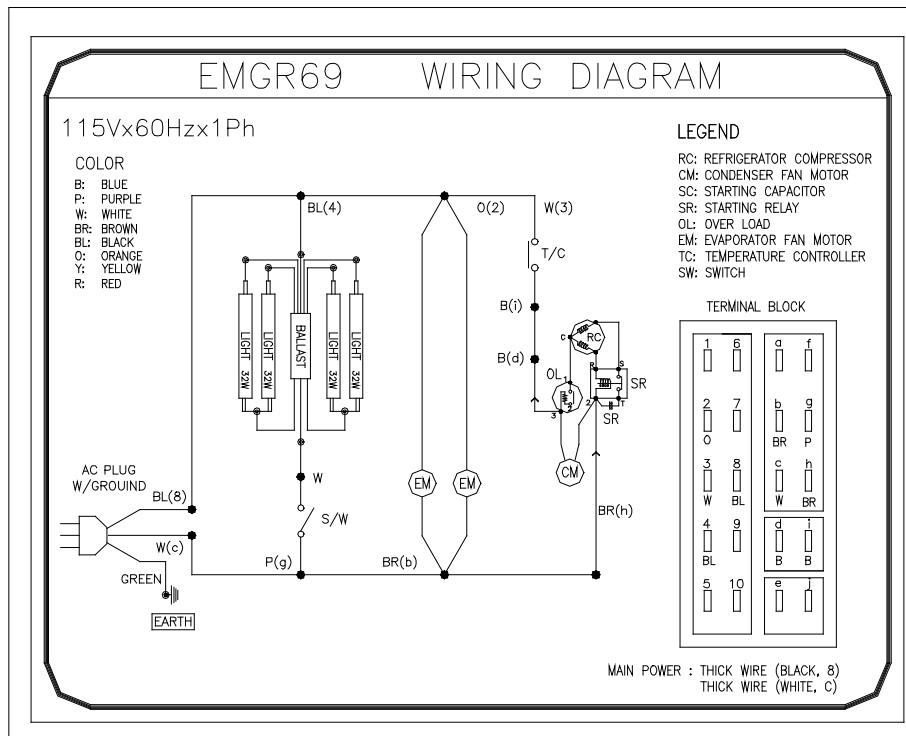 EMGR69 WIRING DIAGRAM
115Vx60Hzx1Ph
COLOR
B: BLUE
P: PURPLE
W: WHITE
BR: BROWN
BL: BLACK
O: ORANGE
Y: YELLOW
R: RED
LEGEND
RC: REFRIGERATOR COMPRESSOR
CM: CONDENSER FAN MOTOR
SC: STARTING CAPACITOR
SR: STARTING RELAY
OL: OVER LOAD
EM: EVAPORATOR FAN MOTOR
TC: TEMPERATURE CONTROLLER
SW: SWITCH
BL(4) O(2) W(3)
T/C
B(i)
B(d)
LIGHT 32W
LIGHT 32W
BALLAST
LIGHT 32W
LIGHT 32W
C RC
R S
OL 1 SR
3 2 2 T
SR
CM
EM EM
W
S/W
BR(h)
AC PLUG
W/GROUND
BL(8)
W(c)
P(g) BR(b)
GREEN
EARTH
TERMINAL BLOCK
1 6 a f
2 7 b g
O BR P
3 8 c h
W BL W BR
4 9 d i
BL B B
5 10 e j
MAIN POWER : THICK WIRE (BLACK, 8)
THICK WIRE (WHITE, C)